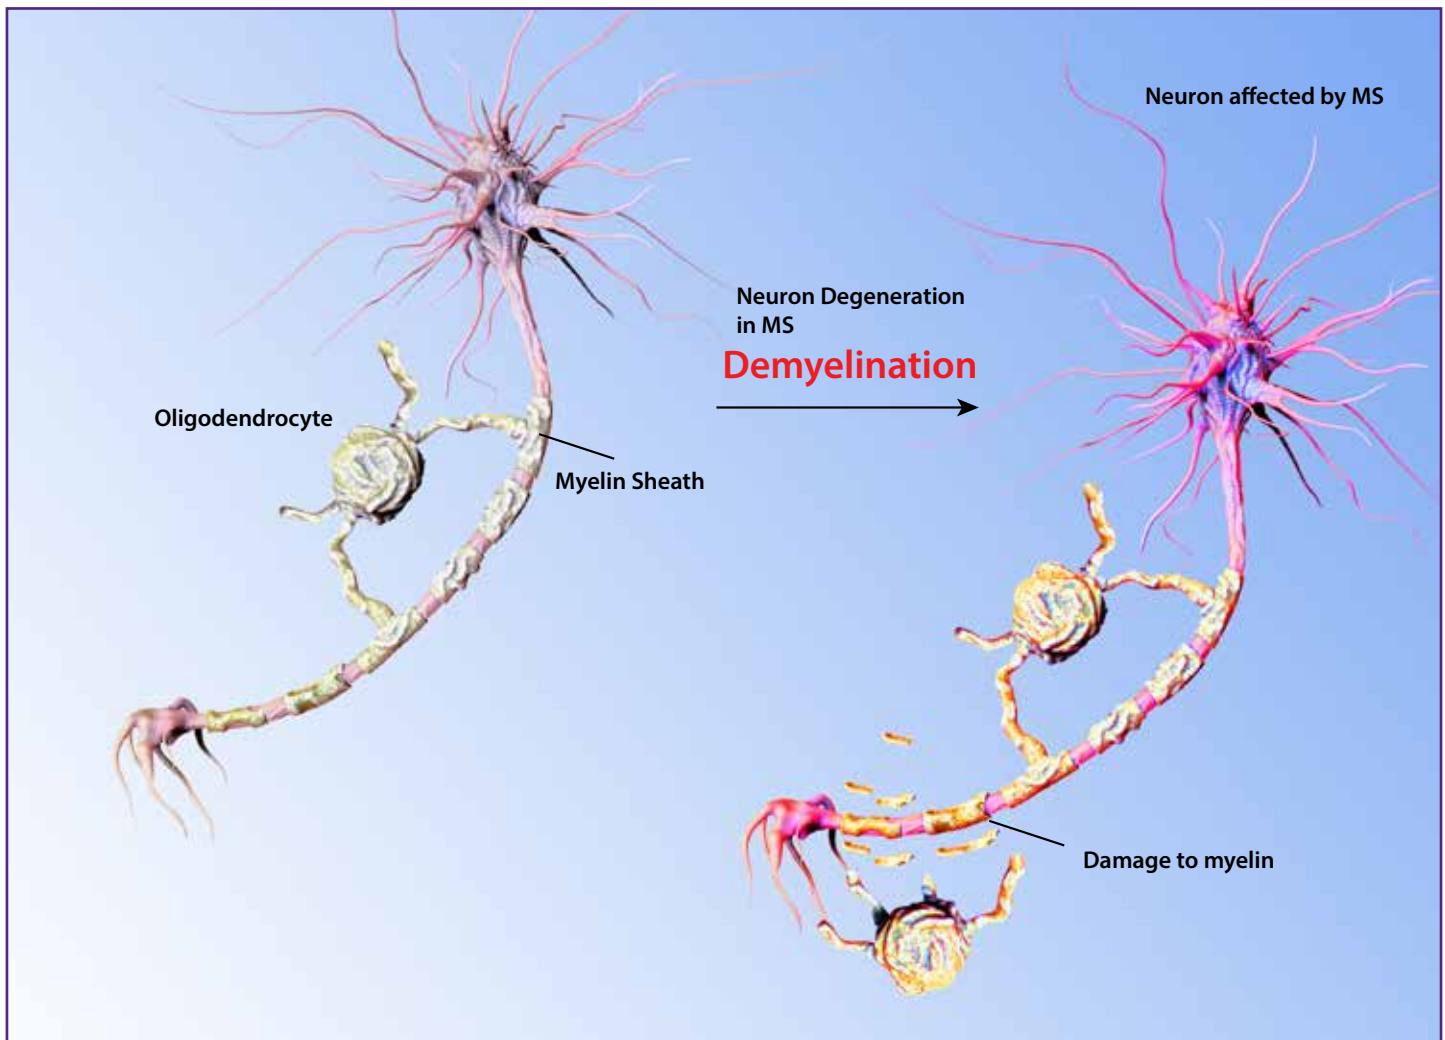 Neuron affected by MS
Neuron Degeneration
in MS
Demyelination
Oligodendrocyte
Myelin Sheath
Damage to myelin